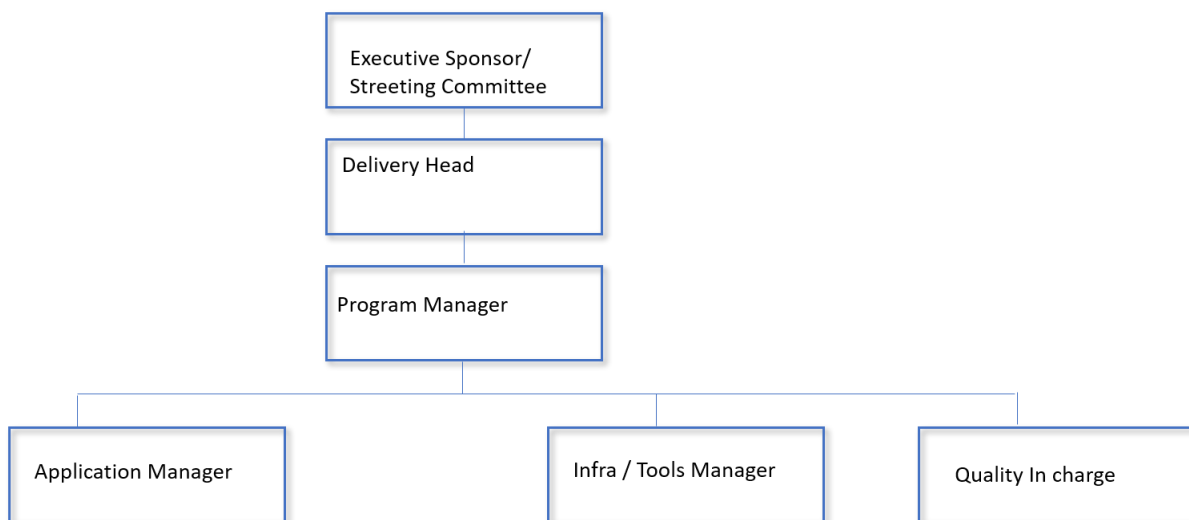 Executive Sponsor/
Streeting Committee
Delivery Head
Program Manager
Application Manager
Infra / Tools Manager
Quality In charge